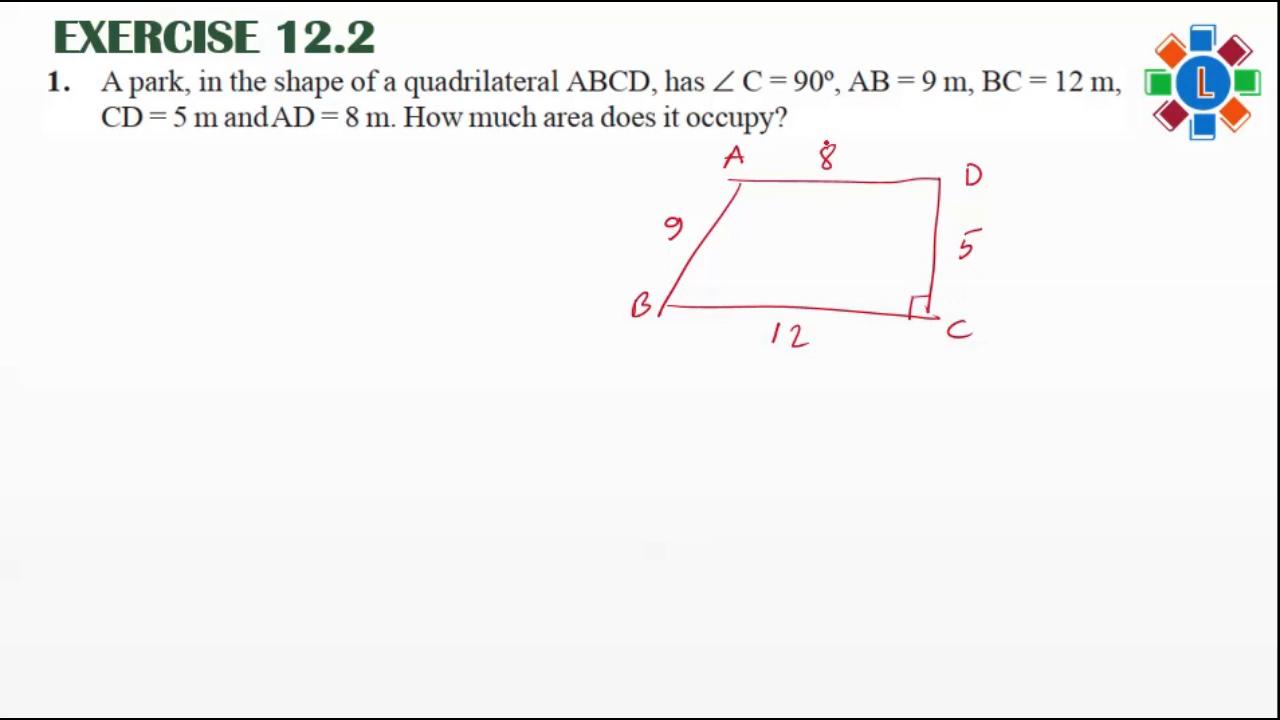 EXERCISE 12.2
1. A park, in the shape of a quadrilateral ABCD, has ∠ C = 90º, AB = 9 m, BC = 12 m,
CD = 5 m and AD = 8 m. How much area does it occupy?
L
A 8 D
9 5
B 12 C